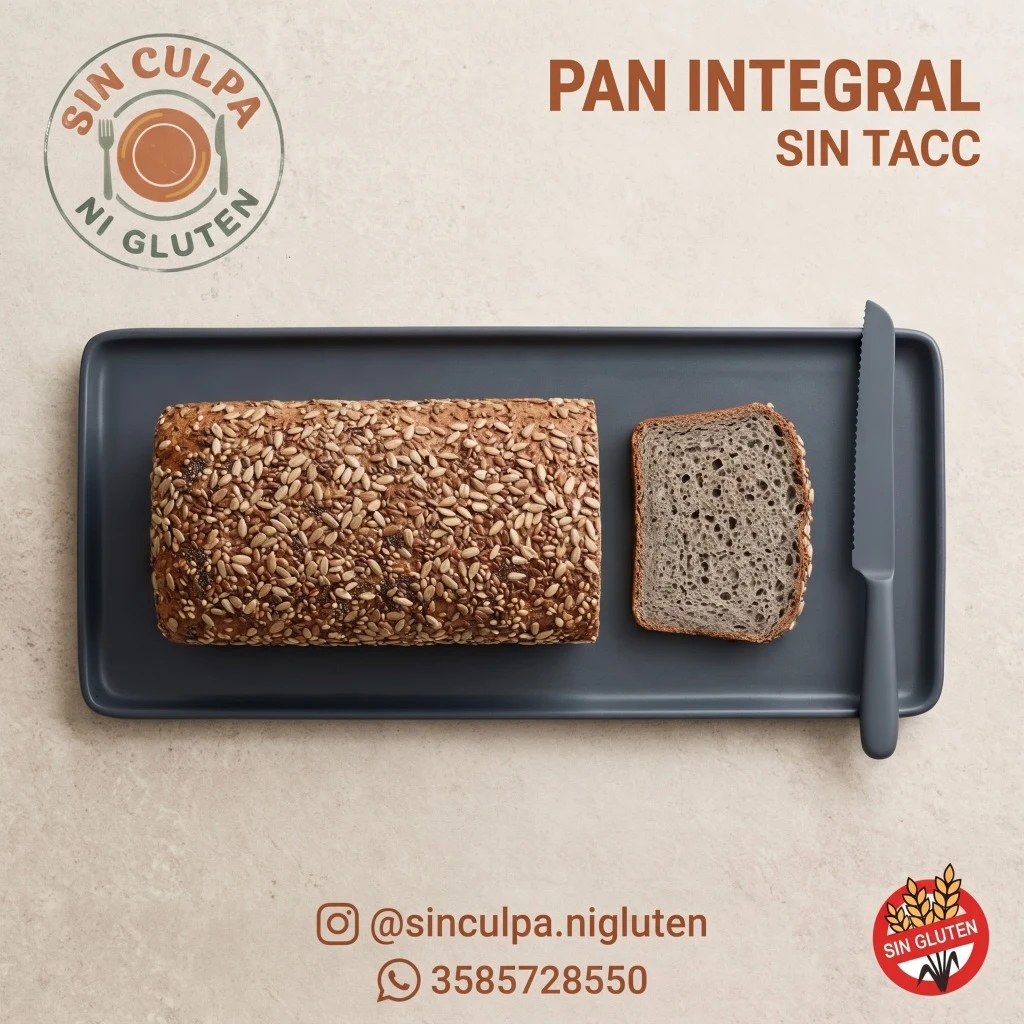 SIN CULPA
NI GLUTEN
PAN INTEGRAL
SIN TACC
@sinculpa.nigluten
3585728550
SIN GLUTEN